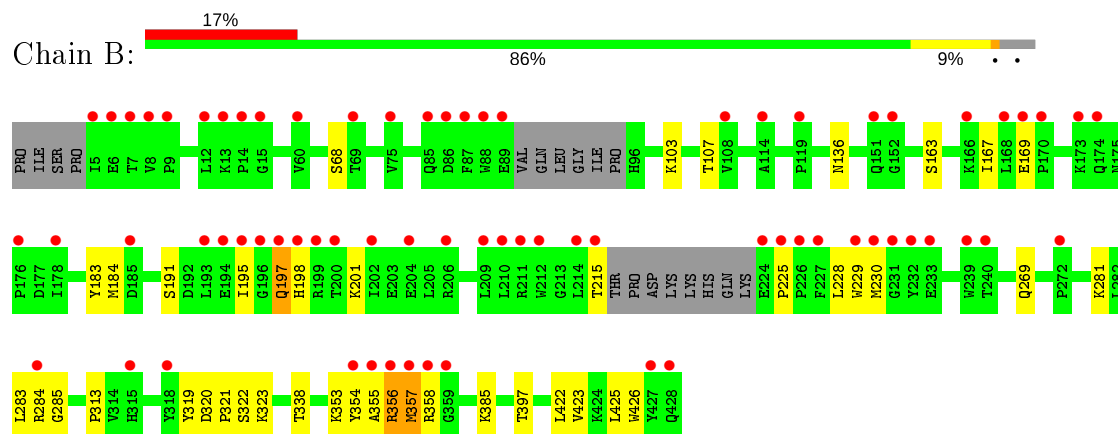 17%
Chain B:
86% 9% • •
PRO ILE SER PRO I5 E6 T7 V8 P9 L12 K13 P14 G15 V60 S68 T69 V75 Q85 D86 F87 W88 E89 VAL GLN LEU GLY ILE PRO H96 K103 T107 V108 A114 P119 N136 Q151 G152 S163 K166 I167 L168 E169 P170 K173 Q174 N175
P176 D177 I178 Y183 M184 D185 S191 D192 L193 E194 I195 G196 Q197 H198 R199 T200 K201 I202 E203 E204 L205 R206 L209 L210 R211 W212 G213 L214 T215 THR PRO ASP LYS LYS HIS GLN LYS E224 P225 P226 F227 L228 W229 M230 G231 Y232 E233 W239 T240 Q269 P272 K281 L282
L283 R284 G285 P313 V314 H315 Y318 Y319 D320 P321 S322 K323 T338 K353 Y354 A355 R356 M357 R358 G359 K385 T397 L422 V423 K424 L425 W426 Y427 Q428